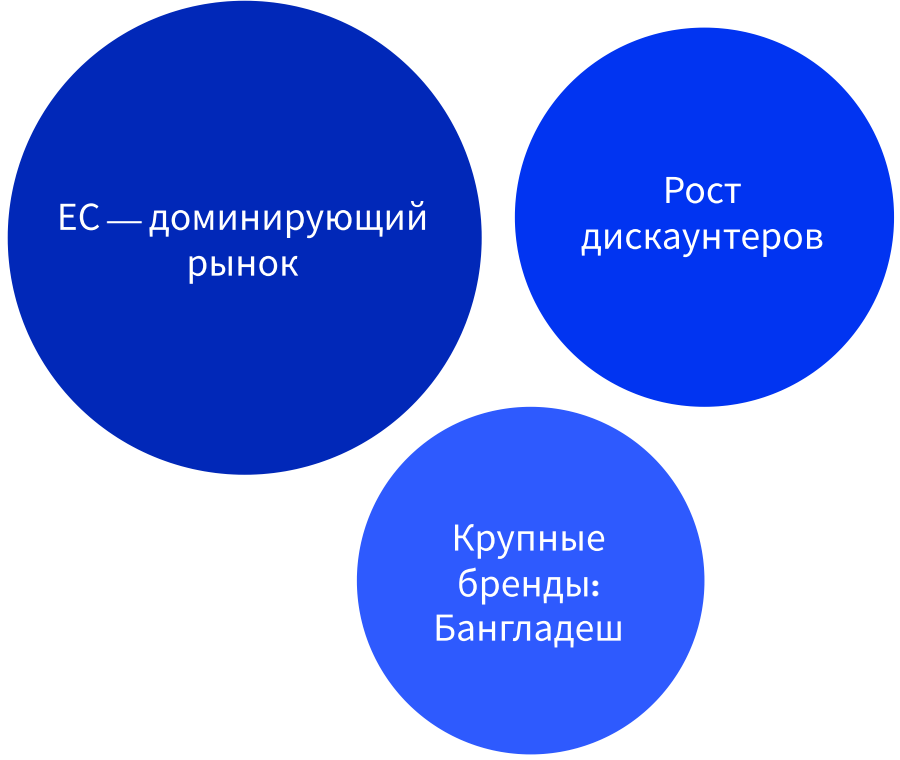 ЕС — доминирующий
рынок
Рост
дискаунтеров
Крупные
бренды:
Бангладеш